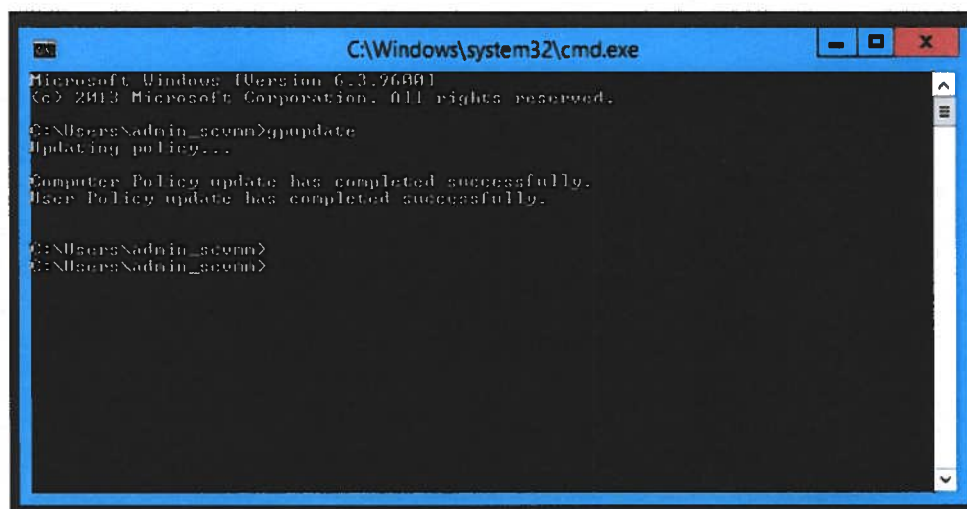 C:\Windows\system32\cmd.exe
Microsoft Windows [Version 6.3.9600]
(c) 2013 Microsoft Corporation. All rights reserved.
C:\Users\admin_scvmm>gpupdate
Updating policy...
Computer Policy update has completed successfully.
User Policy update has completed successfully.
C:\Users\admin_scvmm>
C:\Users\admin_scvmm>